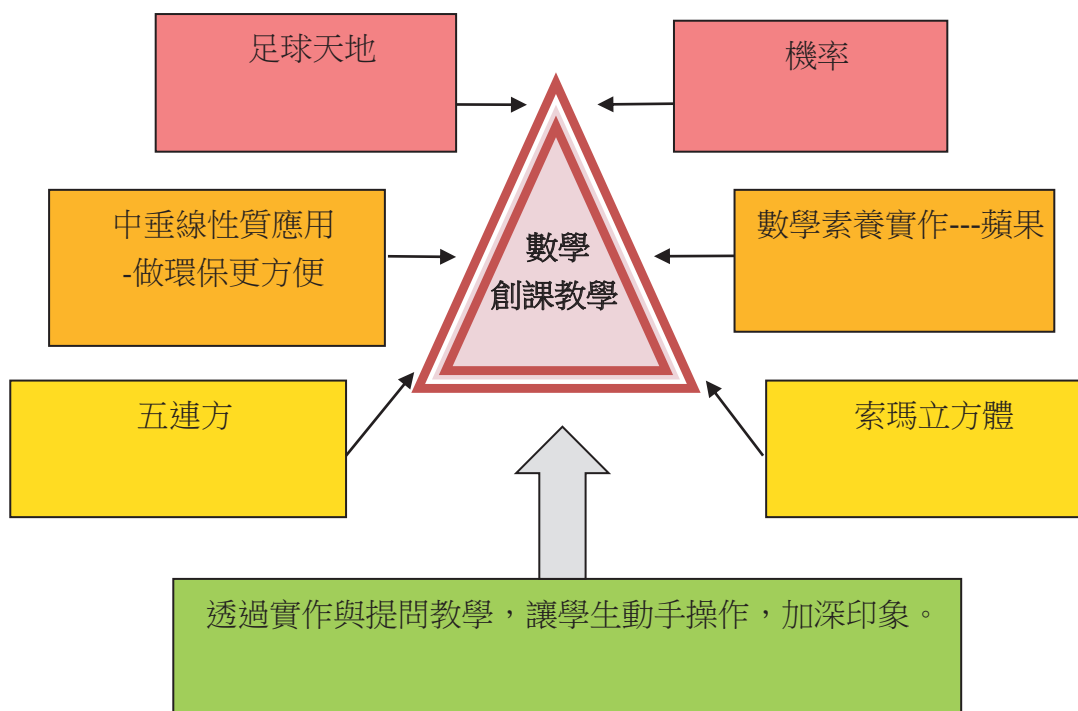 足球天地
機率
中垂線性質應用
-做環保更方便
數學素養實作---蘋果
數學
創課教學
五連方
索瑪立方體
透過實作與提問教學，讓學生動手操作，加深印象。